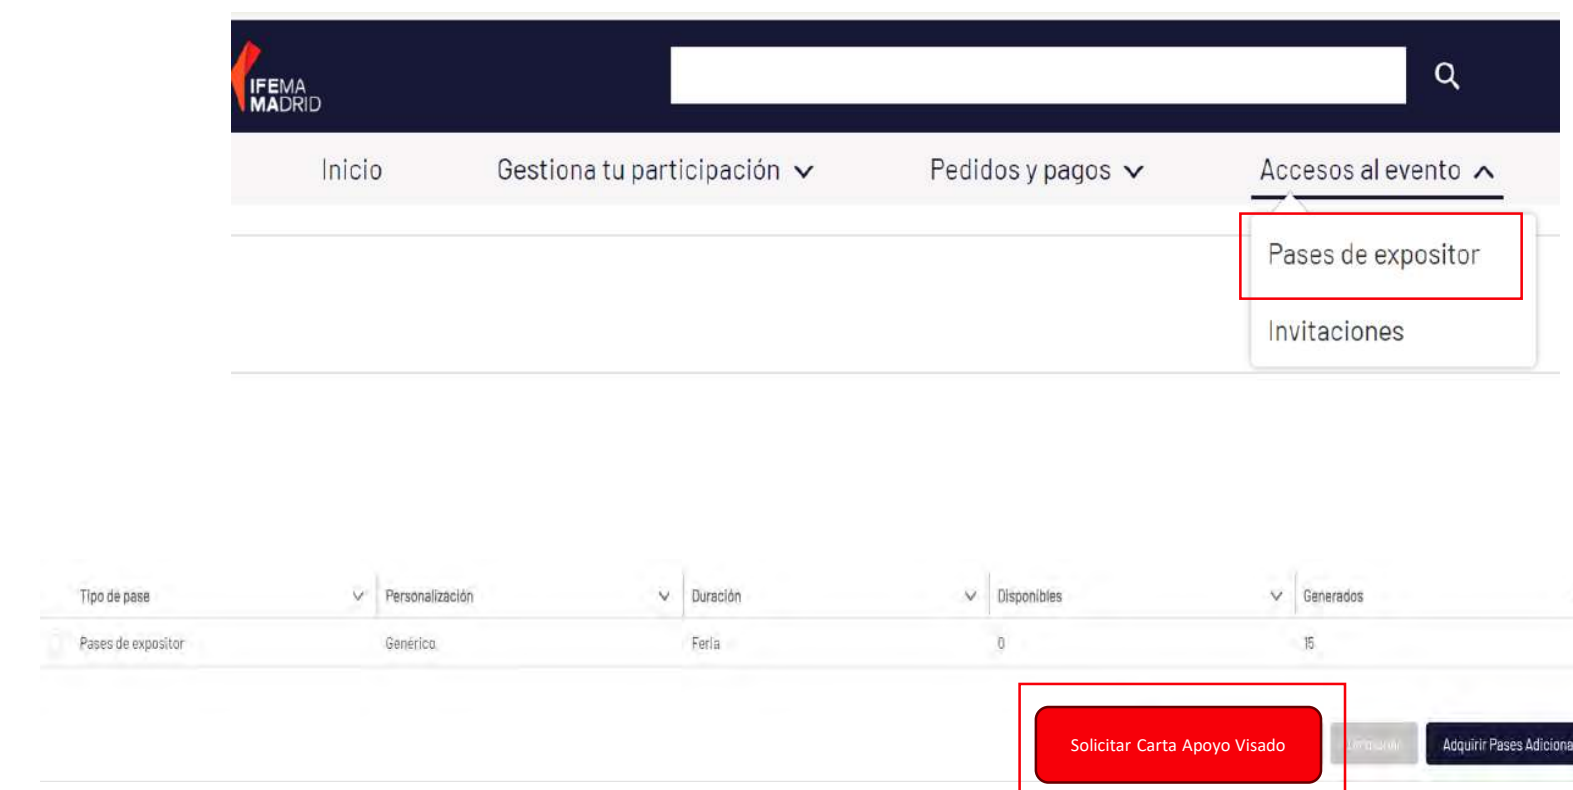 IFEMA
MADRID
Inicio Gestiona tu participación Pedidos y pagos Accesos al evento
Pases de expositor
Invitaciones
Tipo de pase Personalización Duración Disponibles Generados
Pases de expositor Genérico Feria 0 15
Solicitar Carta Apoyo Visado Adquirir Pases Adiciona